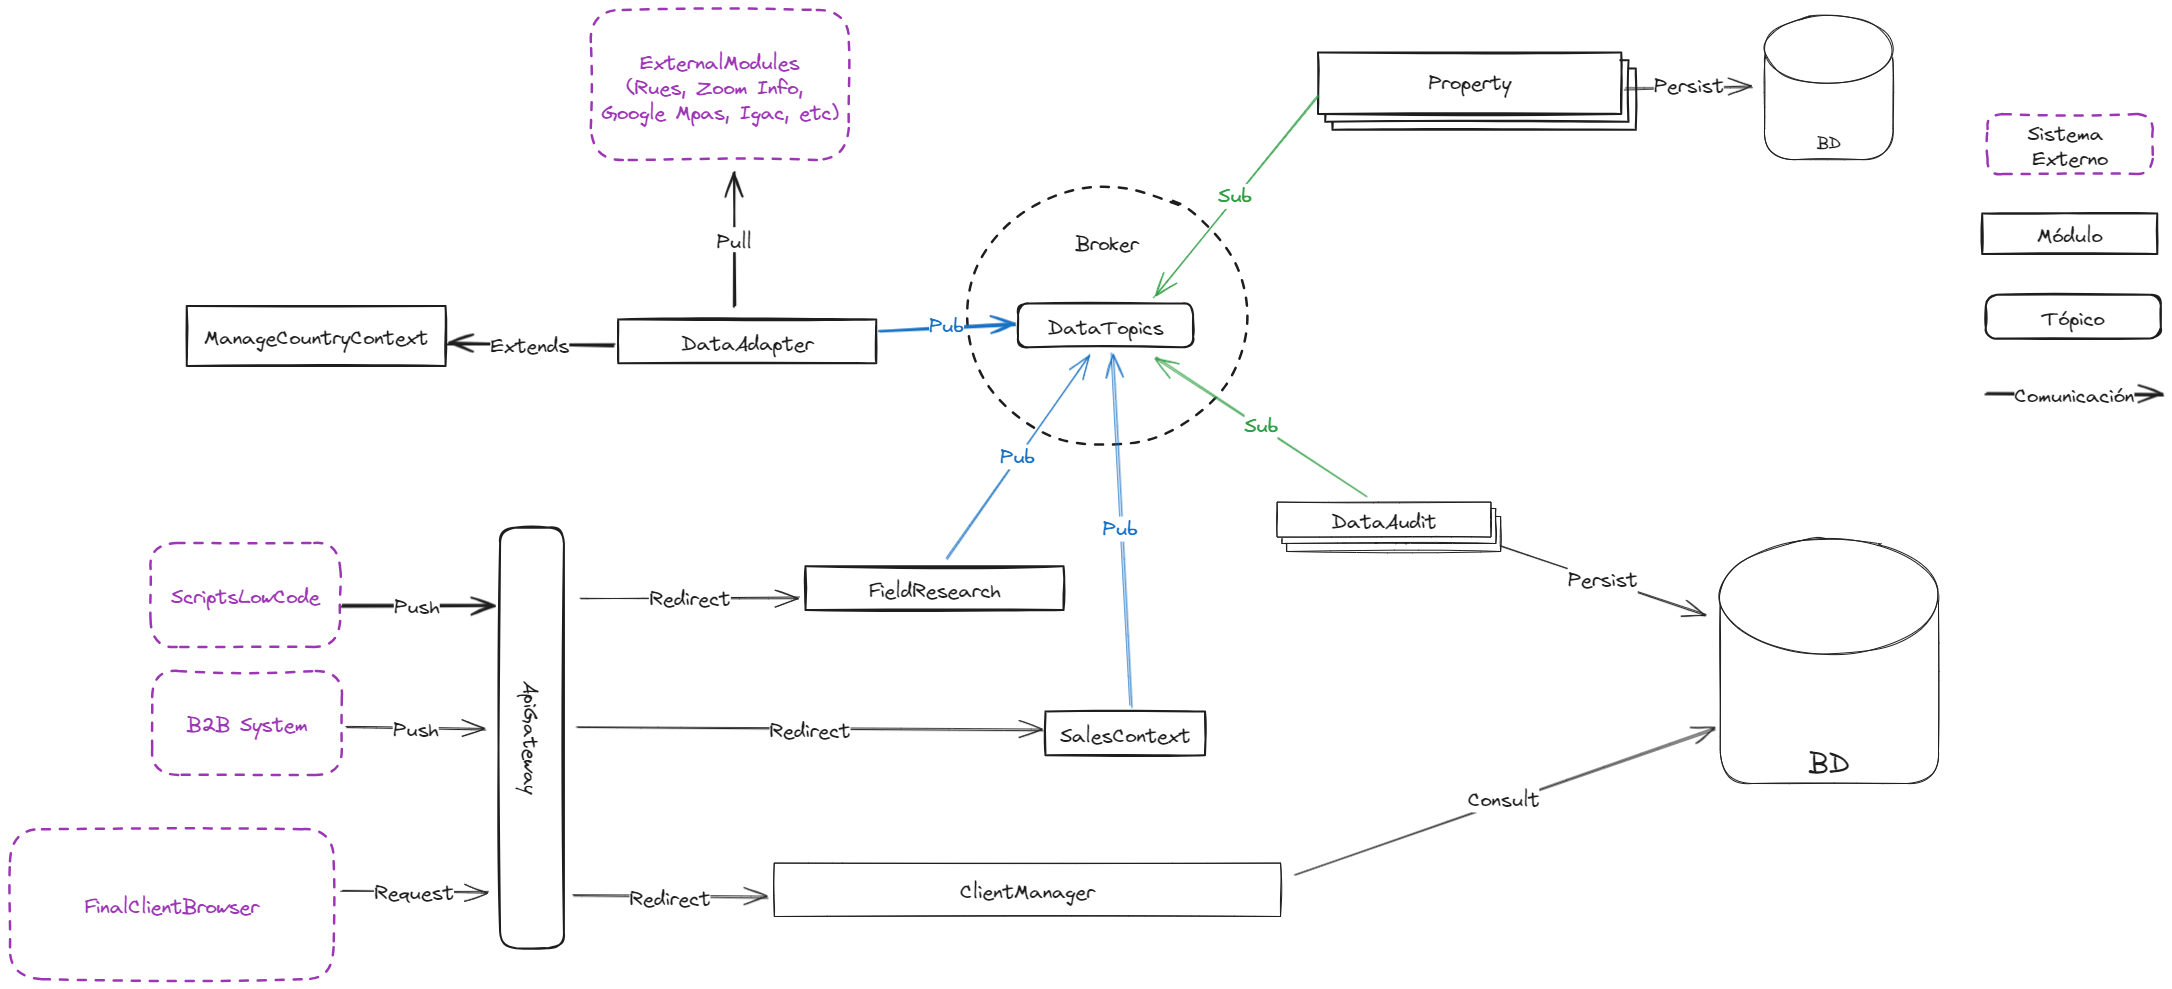 ExternalModules
(Rues, Zoom Info,
Google Mpas, Igac, etc)
Property
Persist
BD
Sistema
Externo
Sub
Pull
Broker
Módulo
ManageCountryContext
Extends
DataAdapter
Pub
DataTopics
Tópico
Comunicación
Sub
Pub
Pub
DataAudit
Persist
ScriptsLowCode
Push
ApiGateway
Redirect
FieldResearch
B2B System
Push
Redirect
SalesContext
BD
Consult
FinalClientBrowser
Request
Redirect
ClientManager